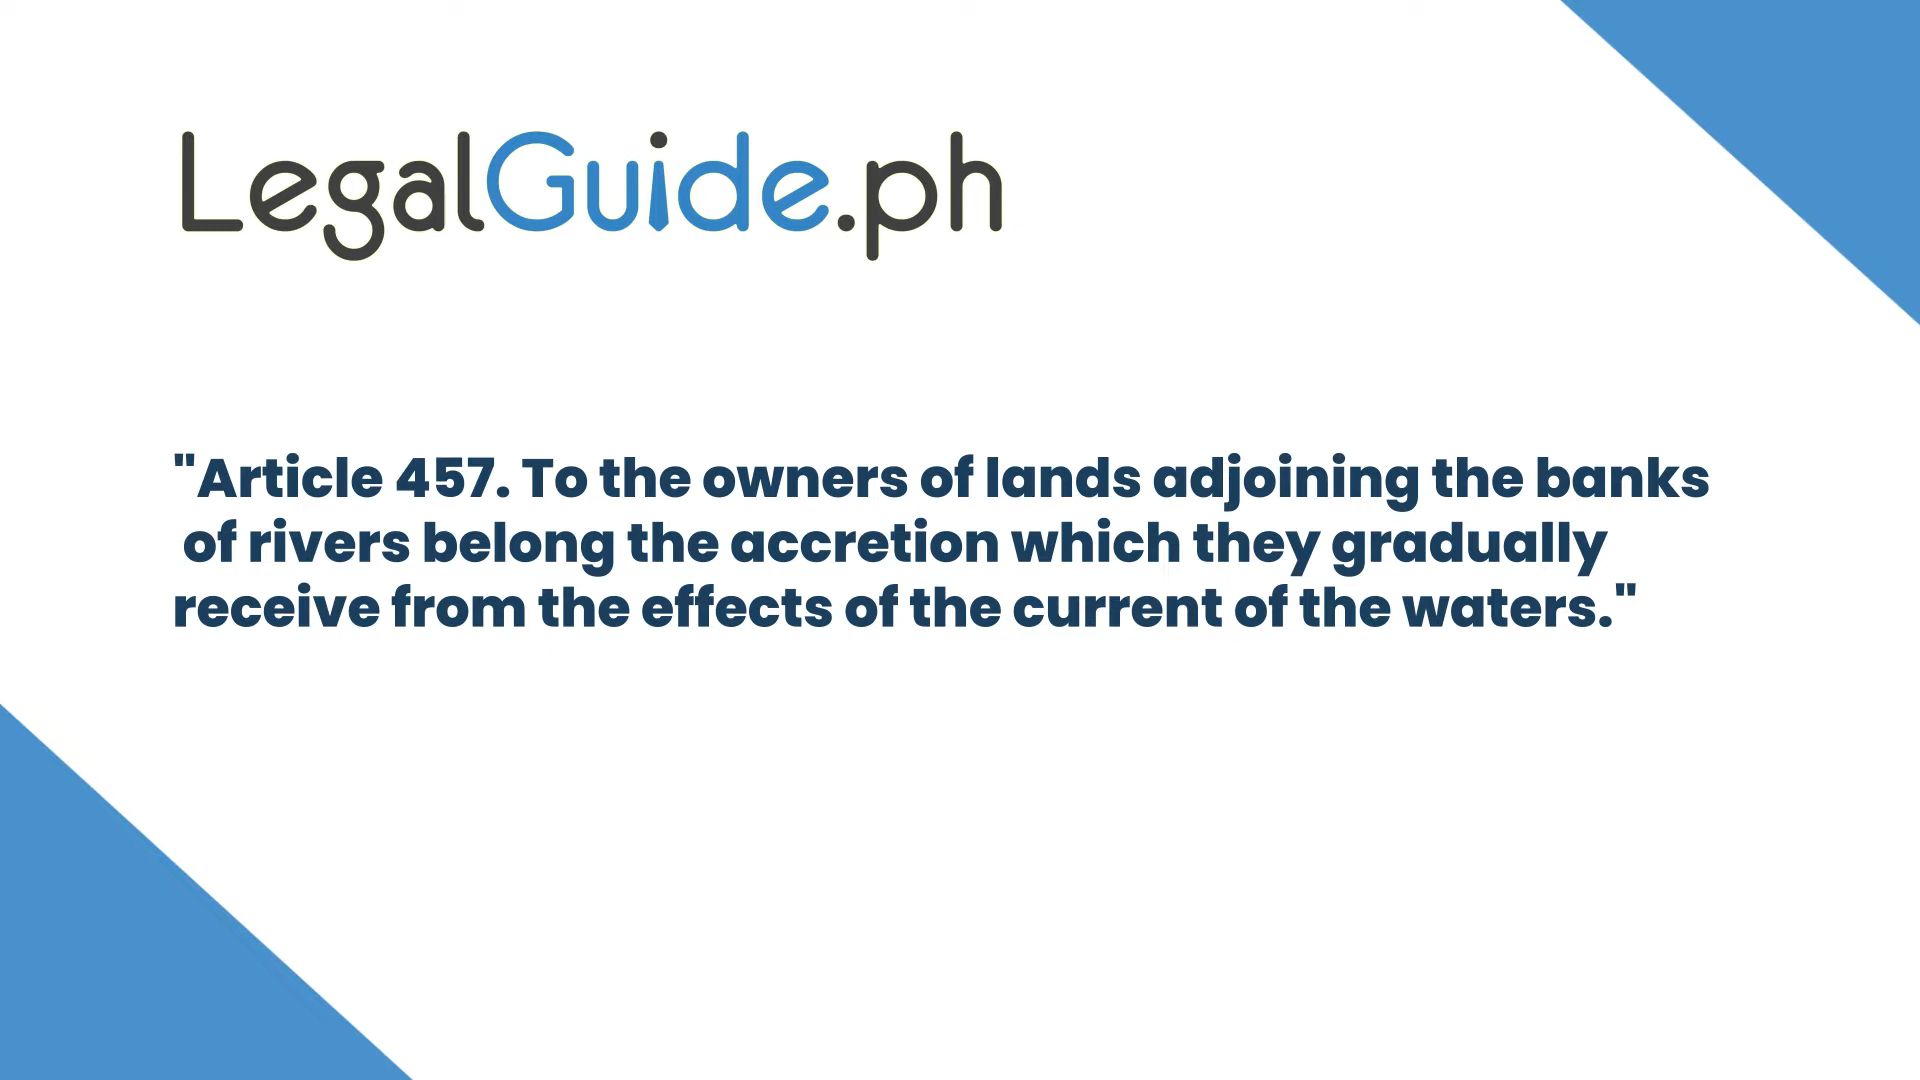 LegalGuide.ph
"Article 457. To the owners of lands adjoining the banks
of rivers belong the accretion which they gradually
receive from the effects of the current of the waters."